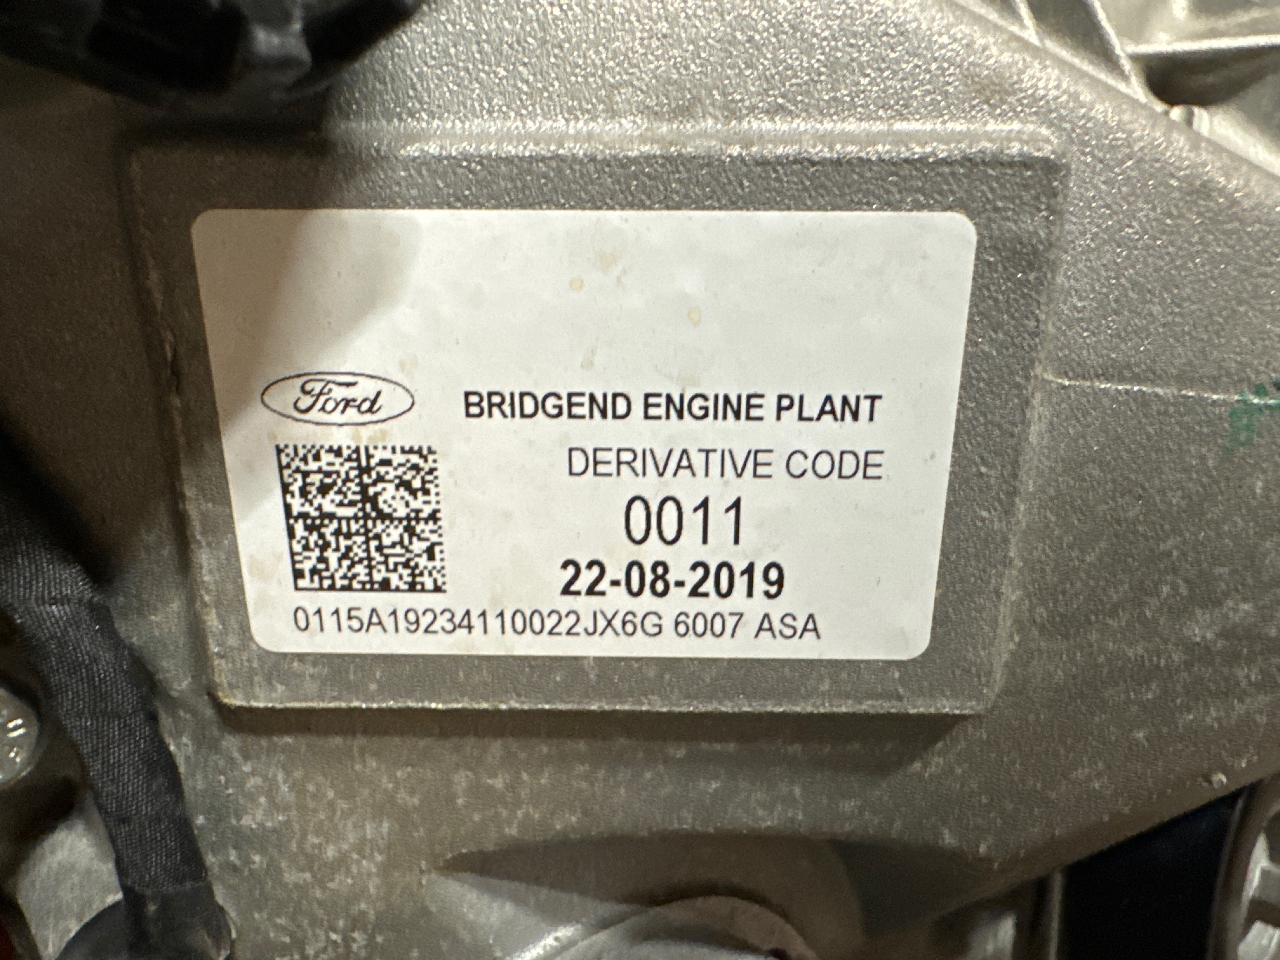 Ford
BRIDGEND ENGINE PLANT
DERIVATIVE CODE
0011
22-08-2019
0115A19234110022JX6G 6007 ASA